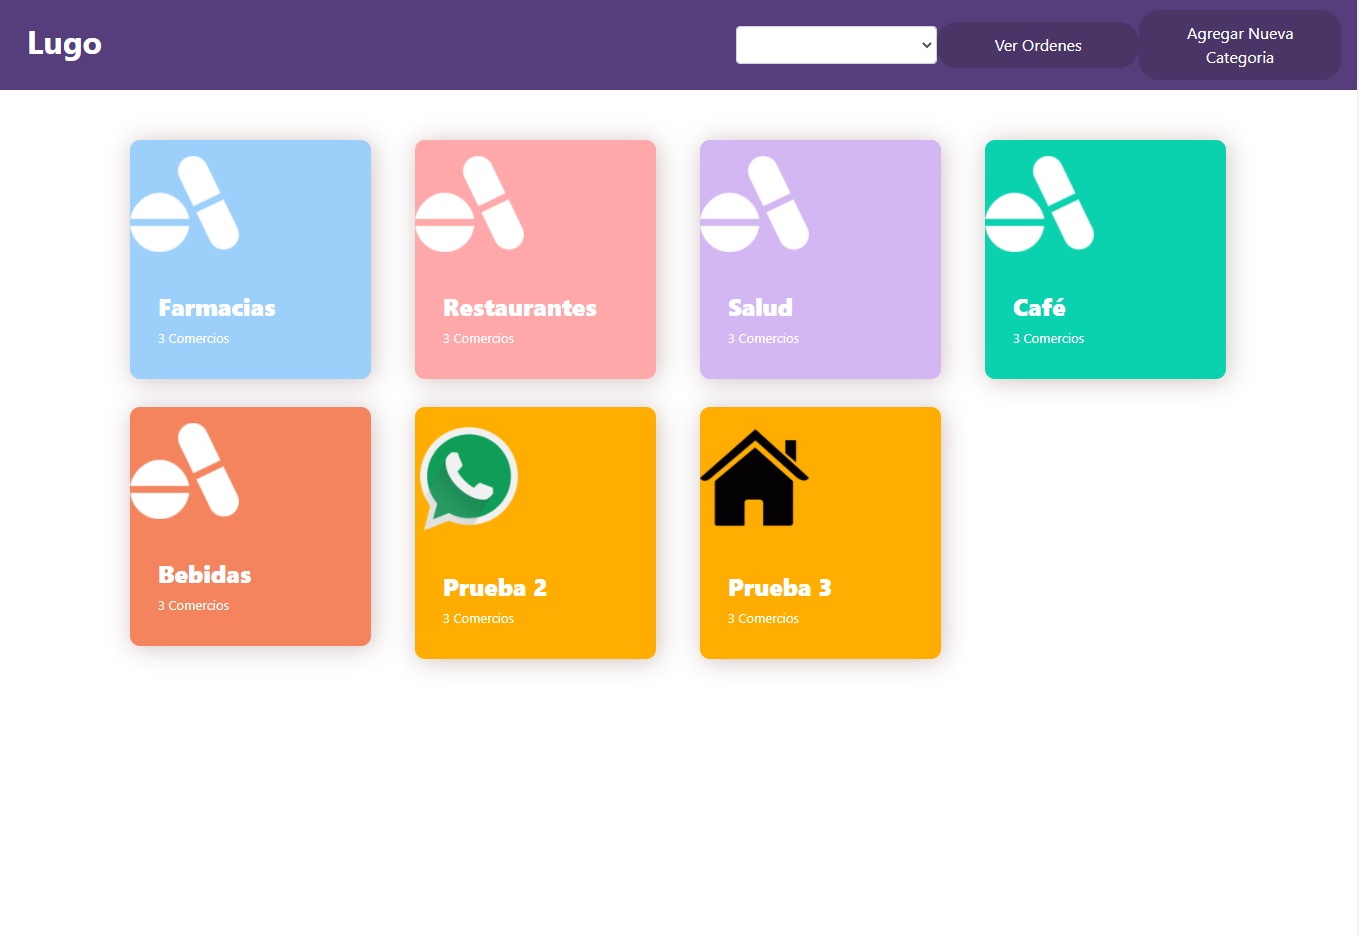 Lugo
Ver Ordenes
Agregar Nueva
Categoria
Farmacias
3 Comercios
Restaurantes
3 Comercios
Salud
3 Comercios
Café
3 Comercios
Bebidas
3 Comercios
Prueba 2
3 Comercios
Prueba 3
3 Comercios